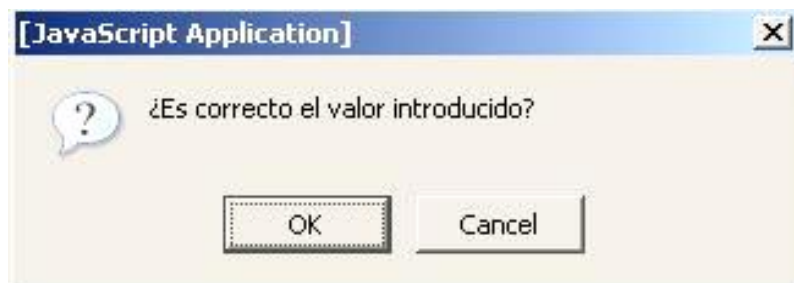 [JavaScript Application]
¿Es correcto el valor introducido?
OK
Cancel